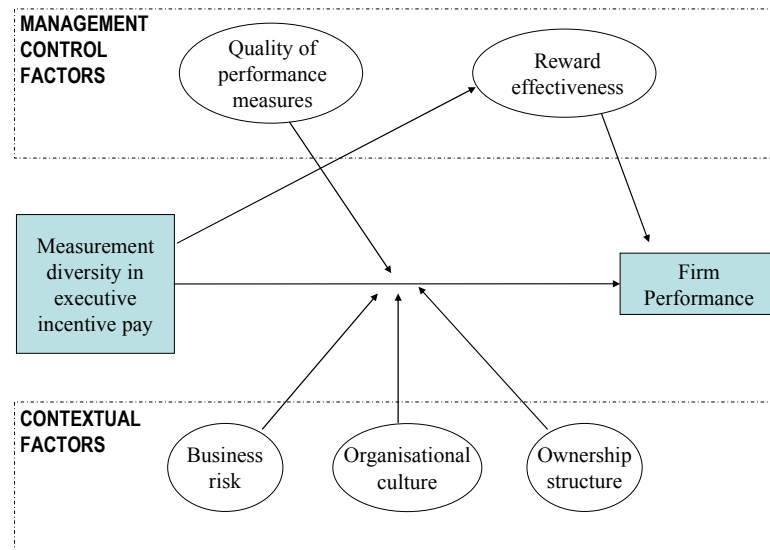 MANAGEMENT
CONTROL
FACTORS
Quality of
performance
measures
Reward
effectiveness
Measurement
diversity in
executive
incentive pay
Firm
Performance
CONTEXTUAL
FACTORS
Business
risk
Organisational
culture
Ownership
structure